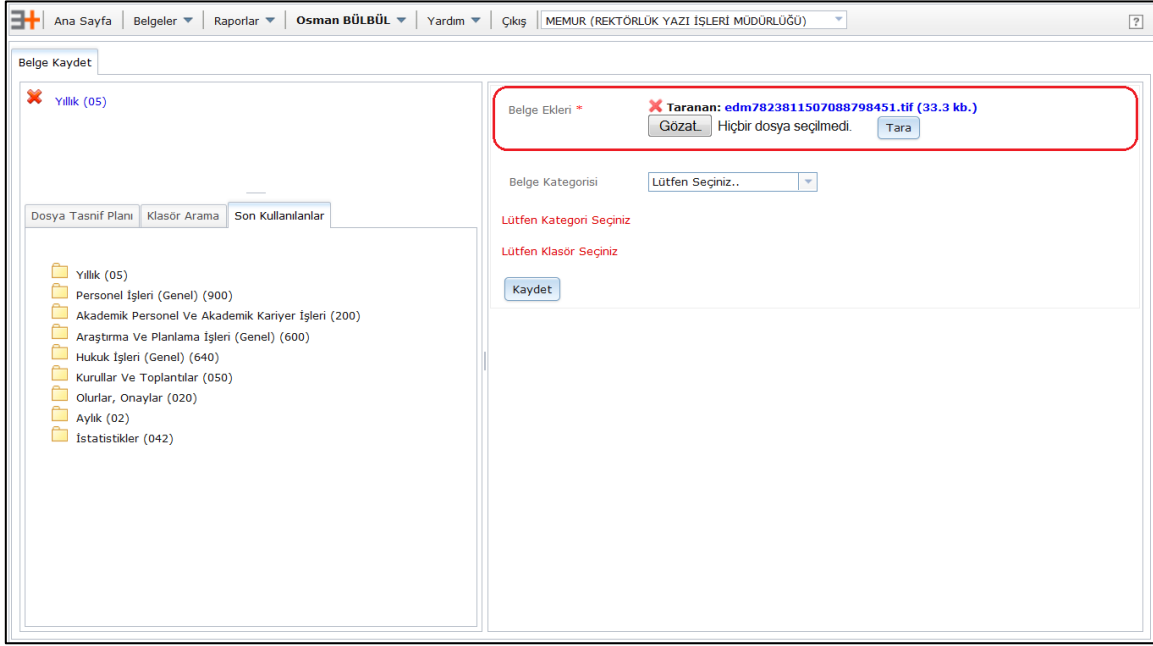 Ana Sayfa Belgeler Raporlar Osman BÜLBÜL Yardım Çıkış MEMUR (REKTÖRLÜK YAZI İŞLERİ MÜDÜRLÜĞÜ) ?
Belge Kaydet
Yıllık (05)
Dosya Tasnif Planı Klasör Arama Son Kullanılanlar
Yıllık (05)
Personel İşleri (Genel) (900)
Akademik Personel Ve Akademik Kariyer İşleri (200)
Araştırma Ve Planlama İşleri (Genel) (600)
Hukuk İşleri (Genel) (640)
Kurullar Ve Toplantılar (050)
Olurlar, Onaylar (020)
Aylık (02)
İstatistikler (042)
Belge Ekleri * Taranan: edm7823811507088798451.tif (33.3 kb.)
Gözat.. Hiçbir dosya seçilmedi. Tara
Belge Kategorisi Lütfen Seçiniz..
Lütfen Kategori Seçiniz
Lütfen Klasör Seçiniz
Kaydet